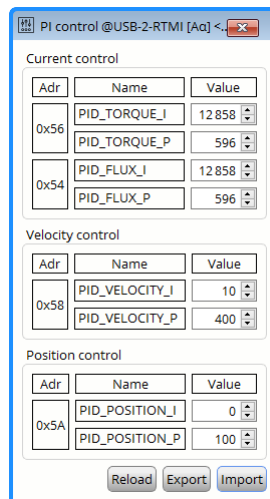 PI control @USB-2-RTMI [Aα] <..
Current control
Adr Name Value
0x56 PID_TORQUE_I 12 858
PID_TORQUE_P 596
0x54 PID_FLUX_I 12 858
PID_FLUX_P 596
Velocity control
Adr Name Value
0x58 PID_VELOCITY_I 10
PID_VELOCITY_P 400
Position control
Adr Name Value
0x5A PID_POSITION_I 0
PID_POSITION_P 100
Reload Export Import